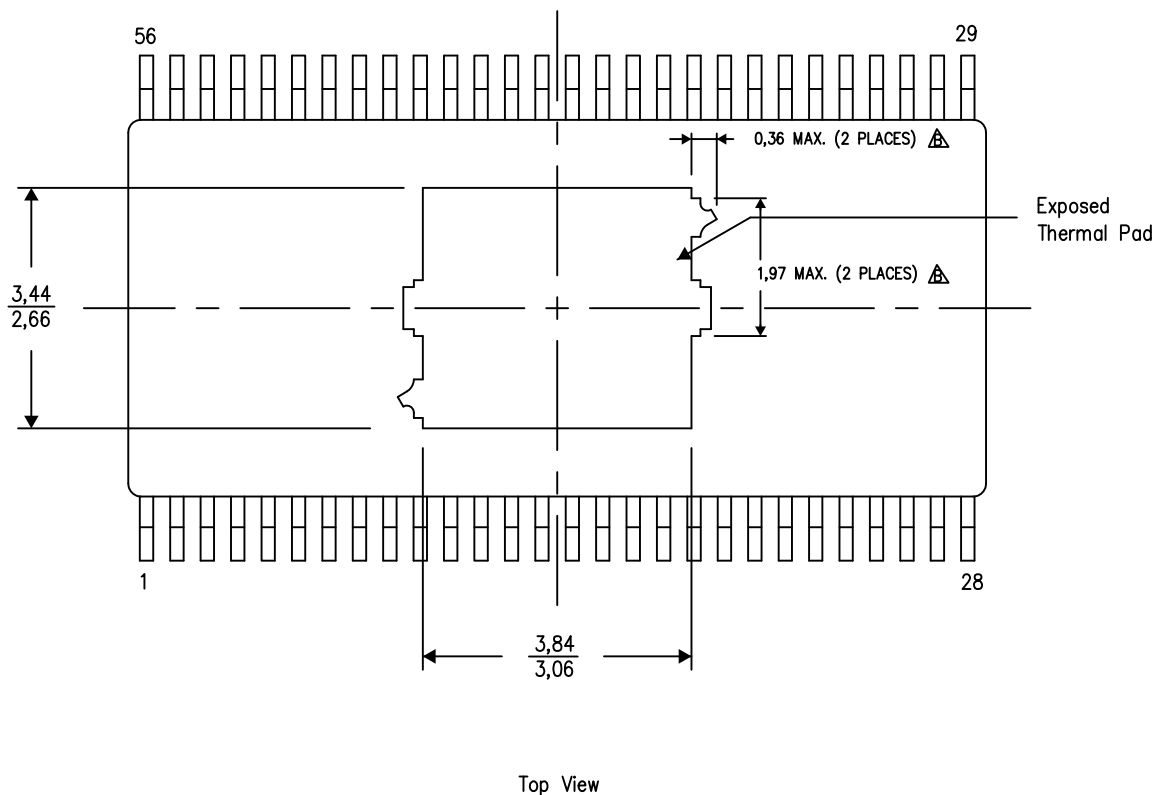 56
29
0,36 MAX. (2 PLACES) B
Exposed
Thermal Pad
1,97 MAX. (2 PLACES) B
3,44
2,66
1
28
3,84
3,06
Top View